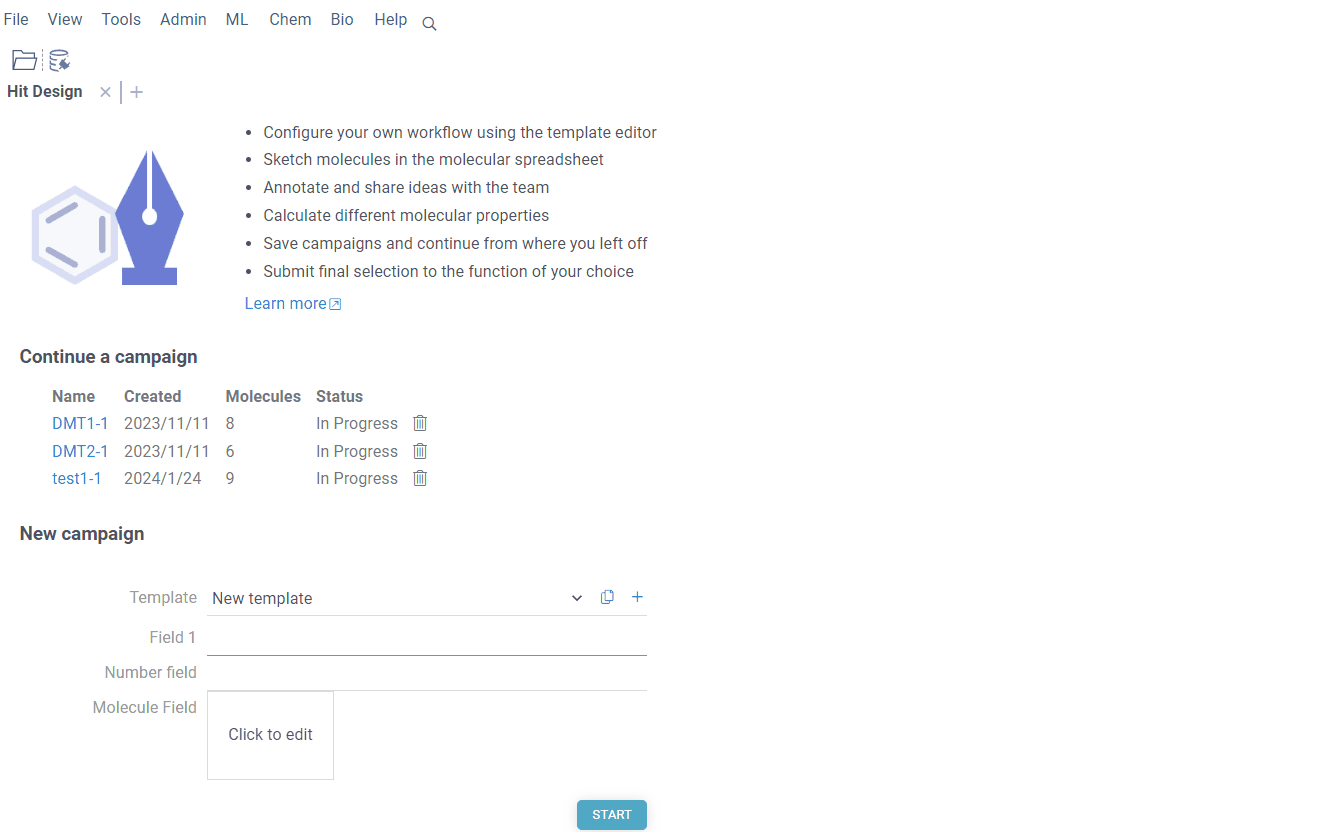 File View Tools Admin ML Chem Bio Help
Hit Design
Configure your own workflow using the template editor
Sketch molecules in the molecular spreadsheet
Annotate and share ideas with the team
Calculate different molecular properties
Save campaigns and continue from where you left off
Submit final selection to the function of your choice
Learn more
Continue a campaign
Name Created Molecules Status
DMT1-1 2023/11/11 8 In Progress
DMT2-1 2023/11/11 6 In Progress
test1-1 2024/1/24 9 In Progress
New campaign
Template New template
Field 1
Number field
Molecule Field
Click to edit
START